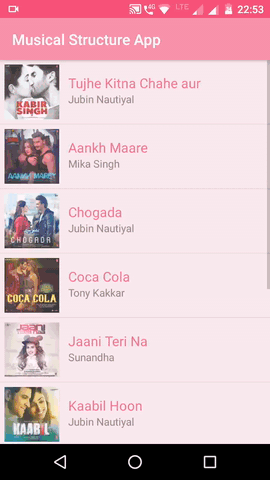 4G LTE 22:53
Musical Structure App
Tujhe Kitna Chahe aur
Jubin Nautiyal
KABIR
SINGH
Aankh Maare
Mika Singh
AANKH MAREY
Chogada
Jubin Nautiyal
CHOGADA
Coca Cola
Tony Kakkar
COCA COLA
Jaani Teri Na
Sunandha
JAANI
Kaabil Hoon
Jubin Nautiyal
KAABIL